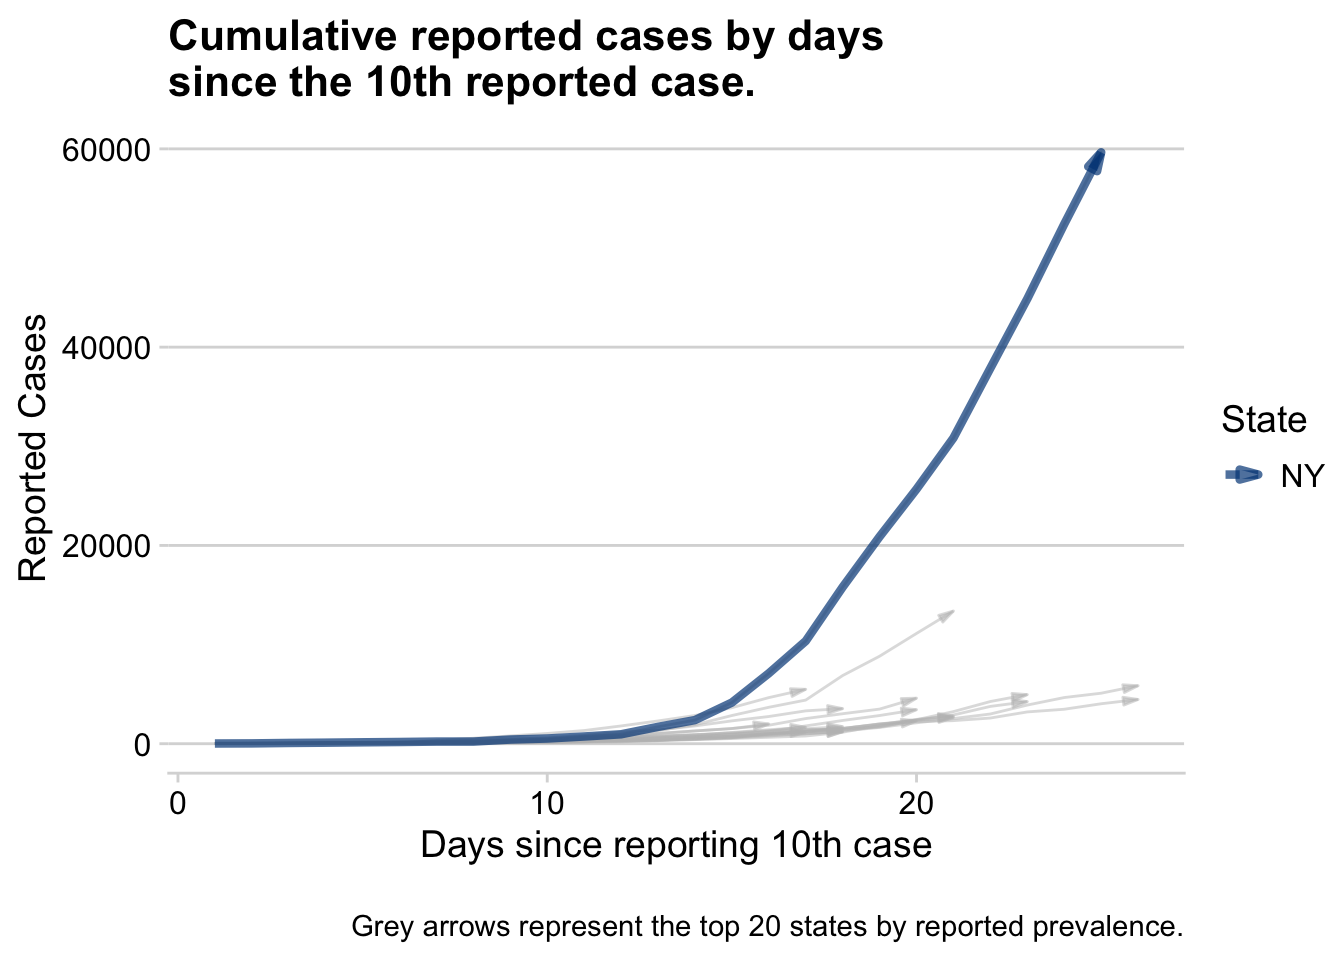 Cumulative reported cases by days
since the 10th reported case.
60000
40000
20000
0
Reported Cases
0 10 20
Days since reporting 10th case
State
NY
Grey arrows represent the top 20 states by reported prevalence.